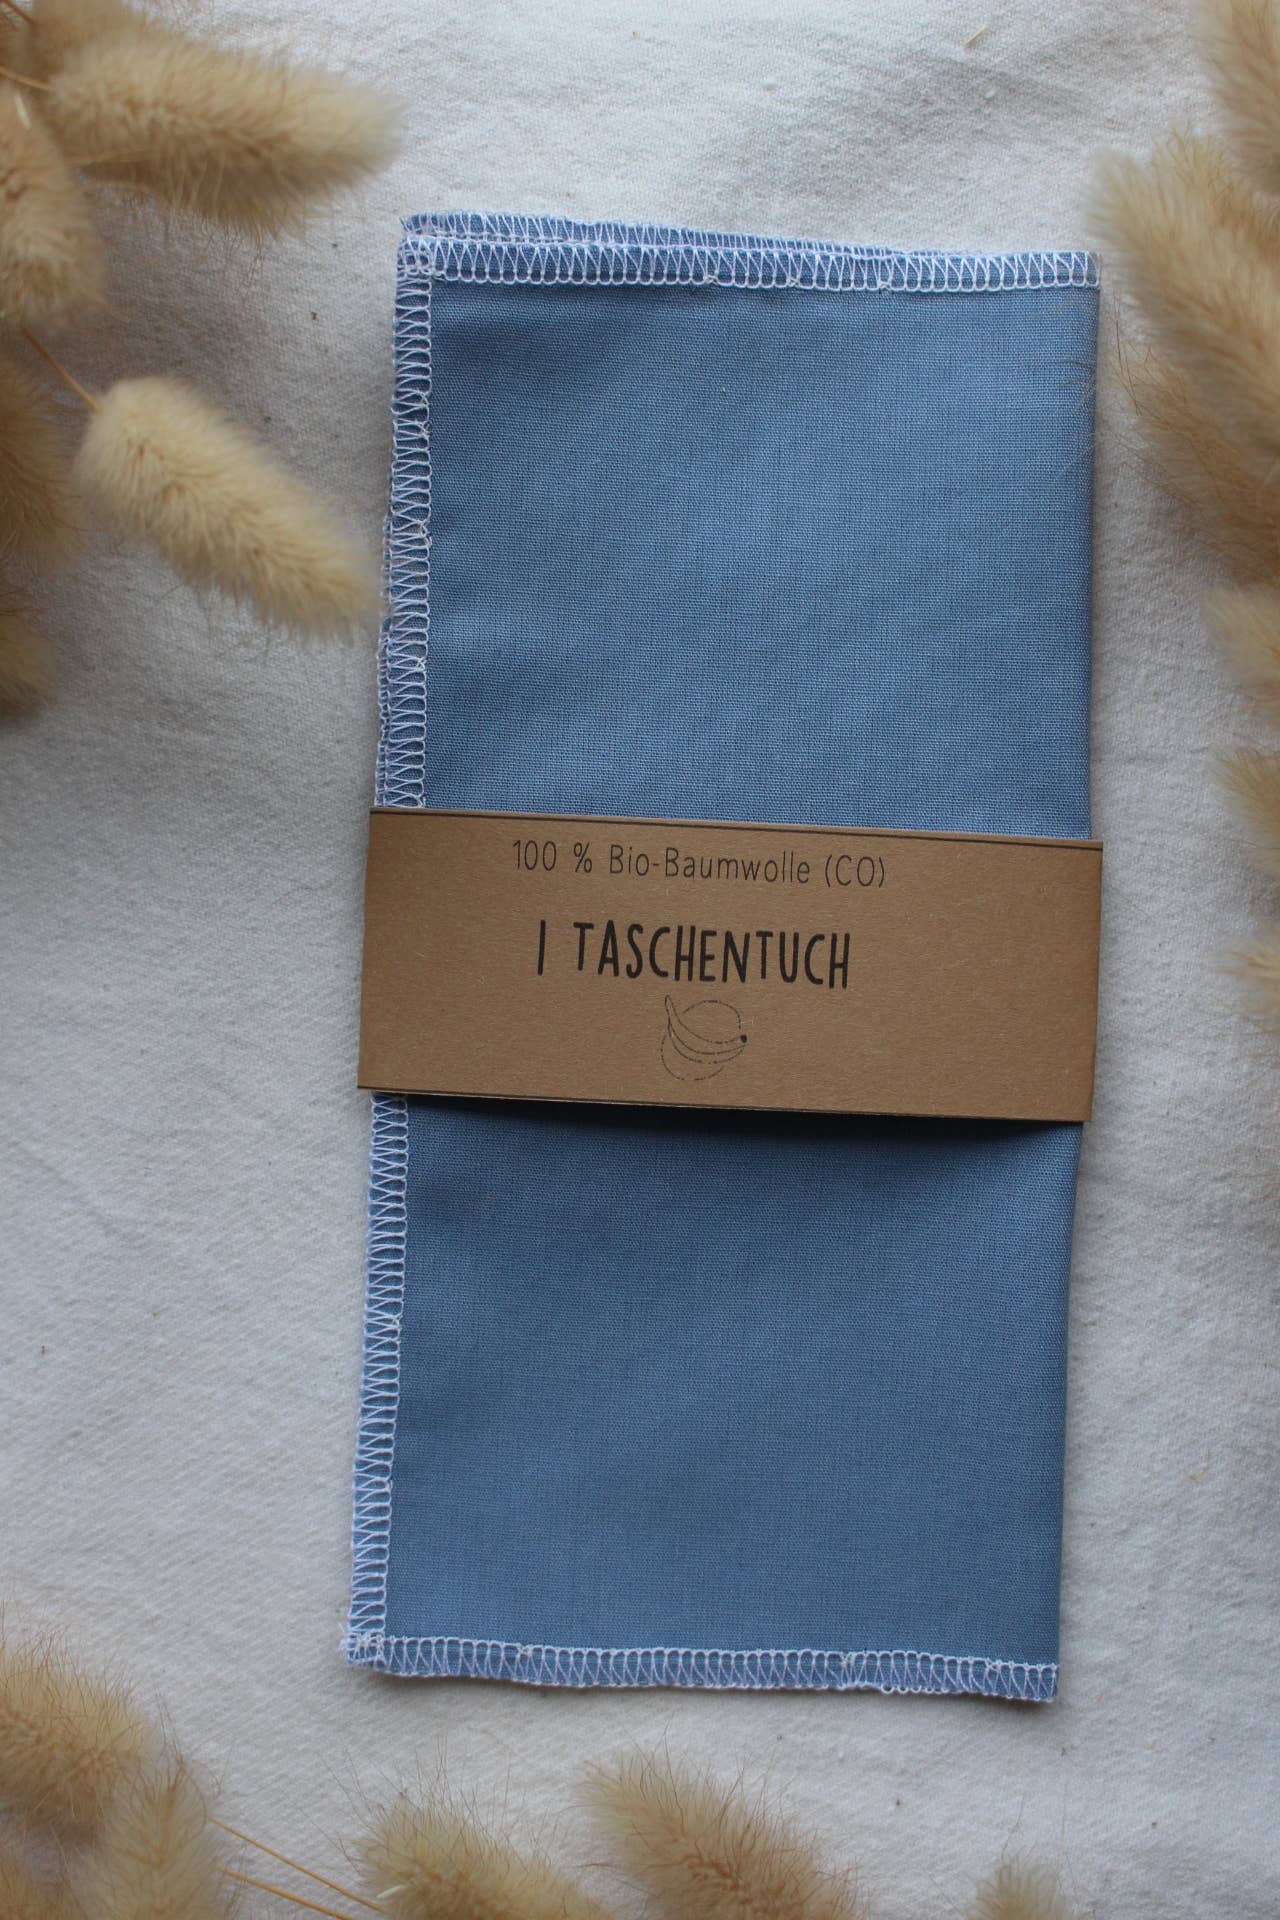 100 % Bio-Baumwolle (CO)
1 TASCHENTUCH